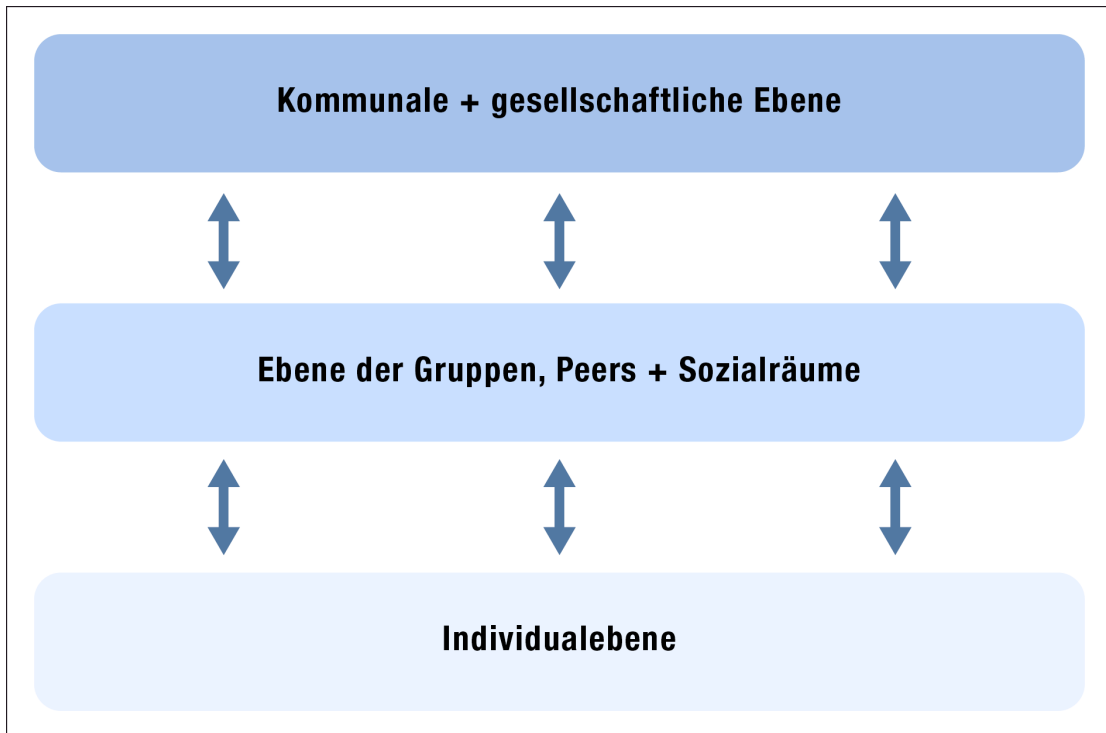 Kommunale + gesellschaftliche Ebene
Ebene der Gruppen, Peers + Sozialräume
Individualebene